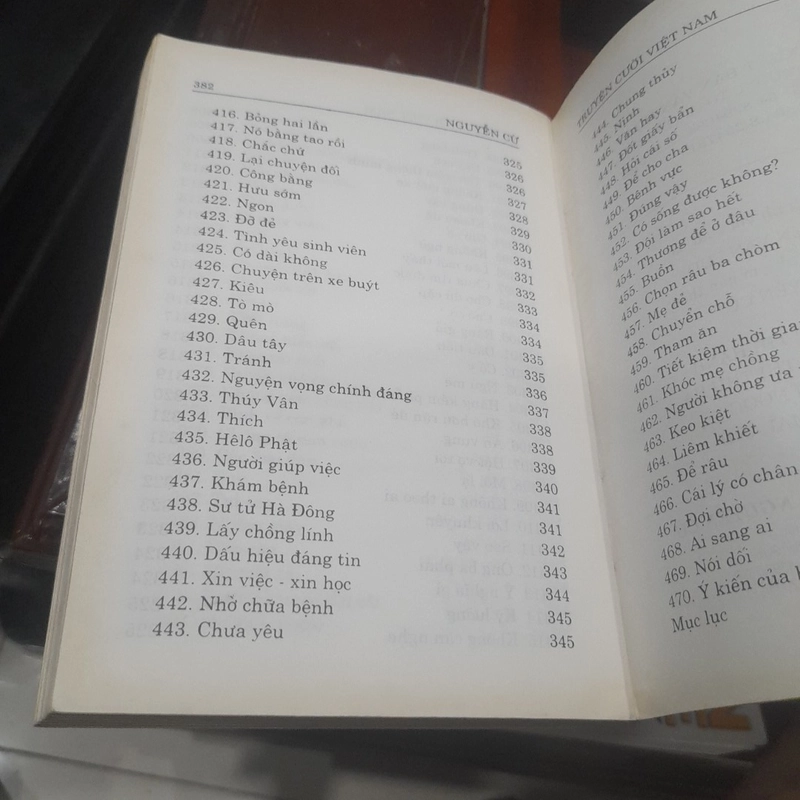 382
NGUYỄN CỪ
416. Bỏng hai lần 325
417. Nó bằng tao rồi 326
418. Chắc chứ 326
419. Lại chuyện đôi 327
420. Công bằng 328
421. Hưu sớm 329
422. Ngon 330
423. Đỡ đẻ 331
424. Tình yêu sinh viên 331
425. Có dài không 332
426. Chuyện trên xe buýt 333
427. Kiêu 334
428. Tò mò 334
429. Quên 335
430. Dâu tây 335
431. Tránh 336
432. Nguyện vọng chính đáng 337
433. Thúy Vân 338
434. Thích 338
435. Hêlô Phật 339
436. Người giúp việc 340
437. Khám bệnh 341
438. Sư tử Hà Đông 341
439. Lấy chồng lính 342
440. Dấu hiệu đáng tin 343
441. Xin việc - xin học 344
442. Nhờ chữa bệnh 345
443. Chưa yêu 345
TRUYỆN CƯỜI VIỆT NAM
444. Chung thủy
445. Nịnh
446. Văn hay
447. Đốt giấy bẩn
448. Hỏi cái số
449. Để cho cha
450. Bênh vực
451. Đúng vậy
452. Có sống được không?
453. Đội làm sao hết
454. Thương để ở đâu
455. Buồn
456. Chọn râu ba chòm
457. Mẹ đẻ
458. Chuyển chỗ
459. Tham ăn
460. Tiết kiệm thời gian
461. Khóc mẹ chồng
462. Người không ưa
463. Keo kiệt
464. Liêm khiết
465. Để râu
466. Cái lý có chân
467. Đợi chờ
468. Ai sang ai
469. Nói dối
470. Ý kiến của
Mục lục